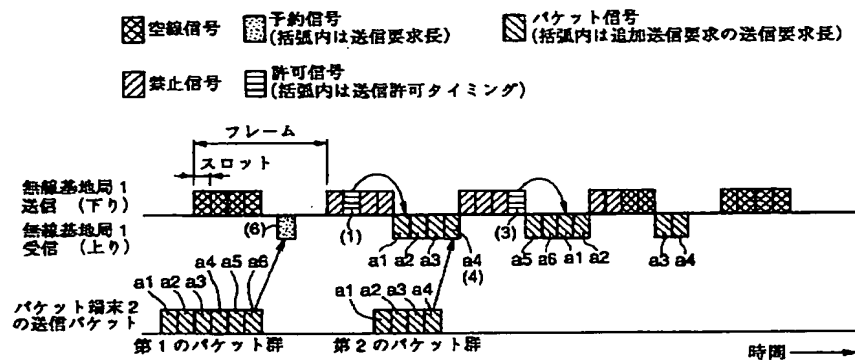 空線信号
予約信号
(括弧内は送信要求長)
パケット信号
(括弧内は追加送信要求の送信要求長)
禁止信号
許可信号
(括弧内は送信許可タイミング)
フレーム
スロット
無線基地局1
送信 (下り)
無線基地局1
受信 (上り)
(6)
(1)
(3)
a1 a2 a3 a4
(4)
a5 a6 a1 a2
a3 a4
a1 a2 a3 a4 a5 a6
a1 a2 a3 a4
パケット端末2
の送信パケット
第1のパケット群
第2のパケット群
時間